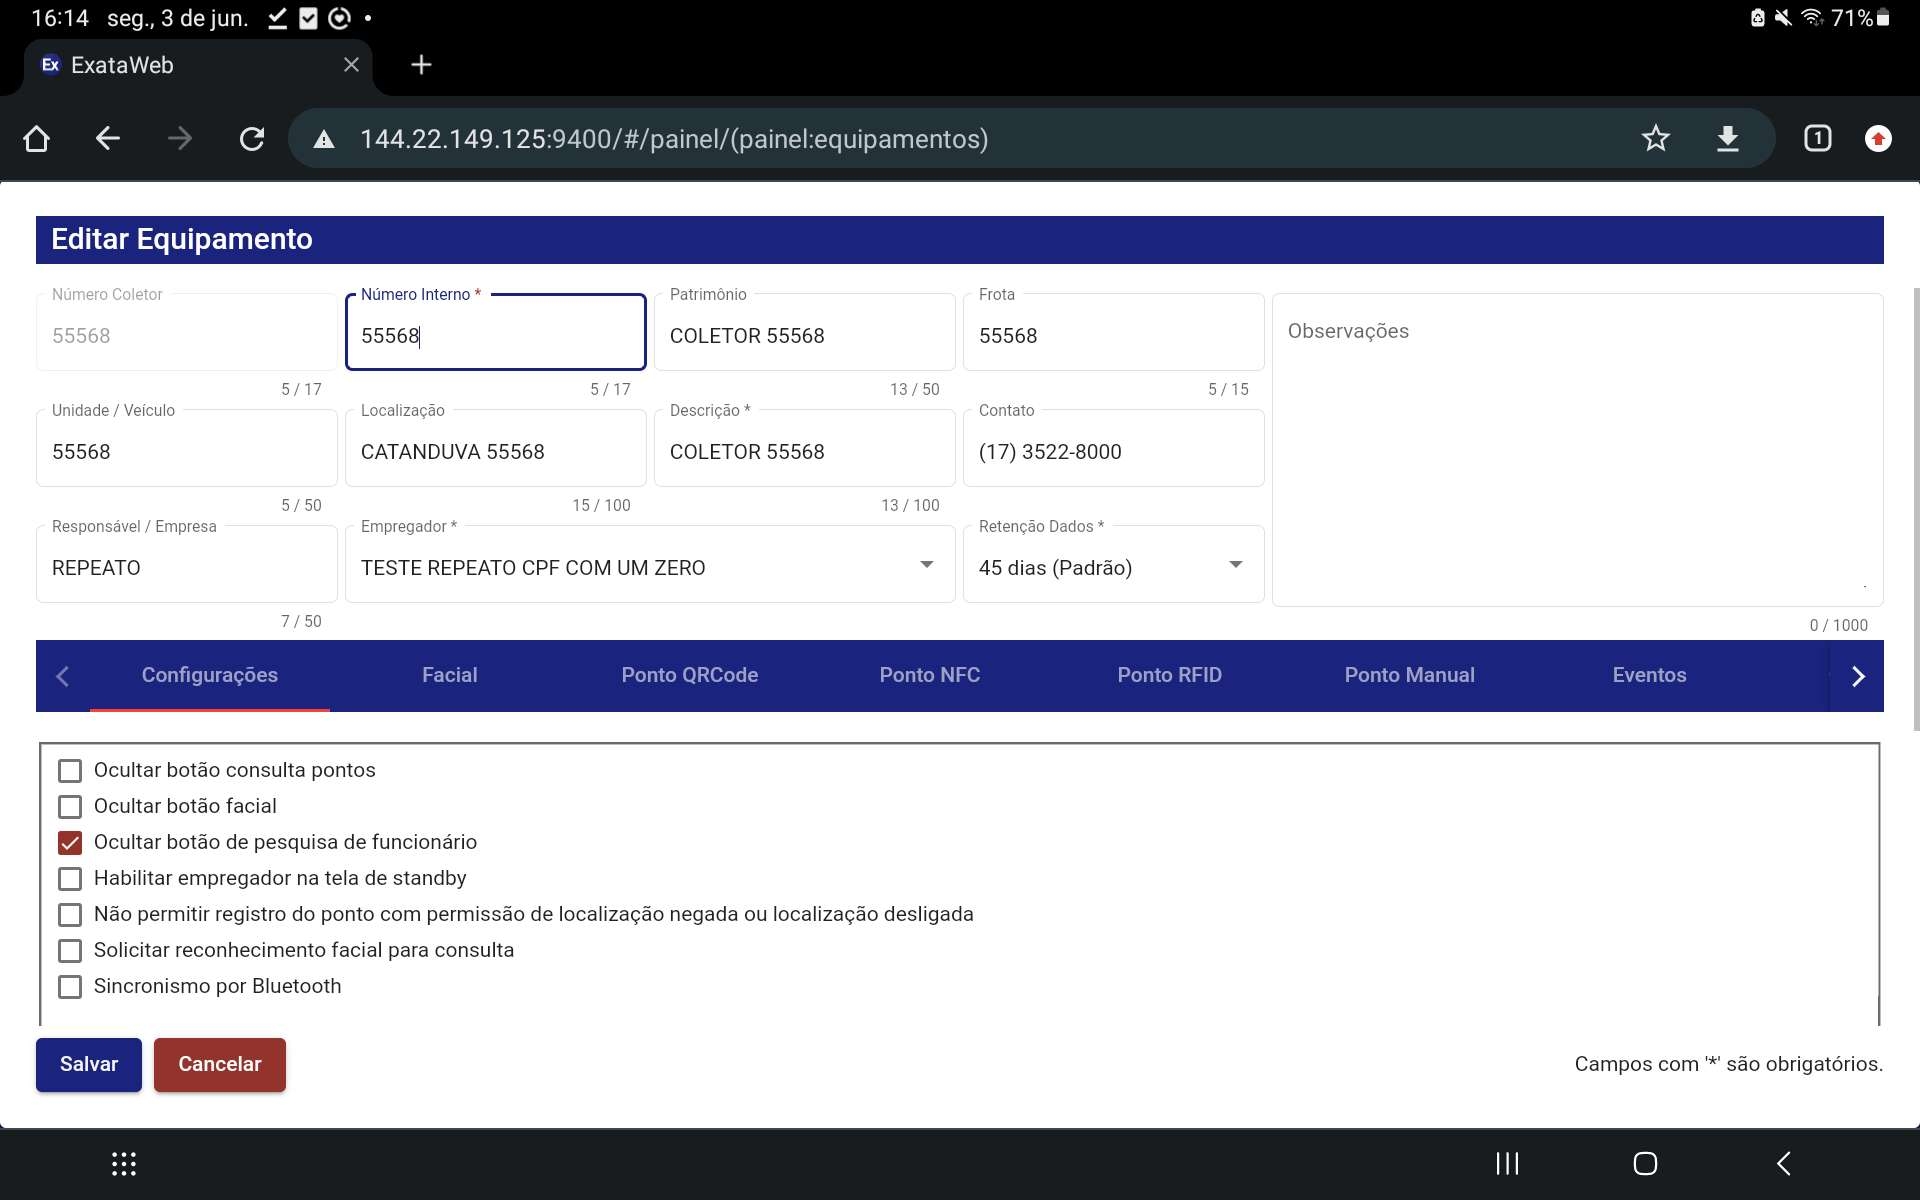 16:14 seg., 3 de jun. 71%
Ex ExataWeb
144.22.149.125:9400/#/painel/(painel:equipamentos) 1
Editar Equipamento
Número Coletor Número Interno * Patrimônio Frota
55568 55568 COLETOR 55568 55568 Observações
5 / 17 5 / 17 13 / 50 5 / 15
Unidade / Veículo Localização Descrição * Contato
55568 CATANDUVA 55568 COLETOR 55568 (17) 3522-8000
5 / 50 15 / 100 13 / 100
Responsável / Empresa Empregador * Retenção Dados *
REPEATO TESTE REPEATO CPF COM UM ZERO 45 dias (Padrão)
7 / 50 0 / 1000
Configurações Facial Ponto QRCode Ponto NFC Ponto RFID Ponto Manual Eventos
Ocultar botão consulta pontos
Ocultar botão facial
Ocultar botão de pesquisa de funcionário
Habilitar empregador na tela de standby
Não permitir registro do ponto com permissão de localização negada ou localização desligada
Solicitar reconhecimento facial para consulta
Sincronismo por Bluetooth
Salvar Cancelar Campos com '*' são obrigatórios.